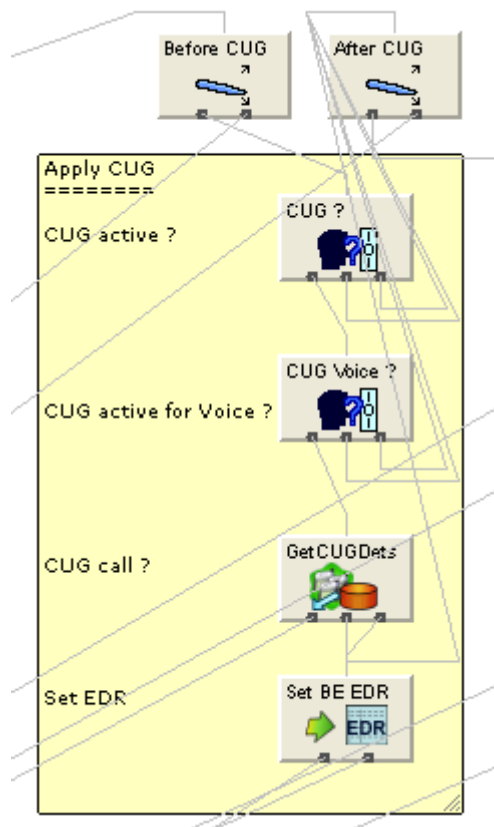 Before CUG
After CUG
Apply CUG
========
CUG ?
CUG active ?
CUG Voice ?
CUG active for Voice ?
GetCUGDets
CUG call ?
Set BE EDR
Set EDR
EDR